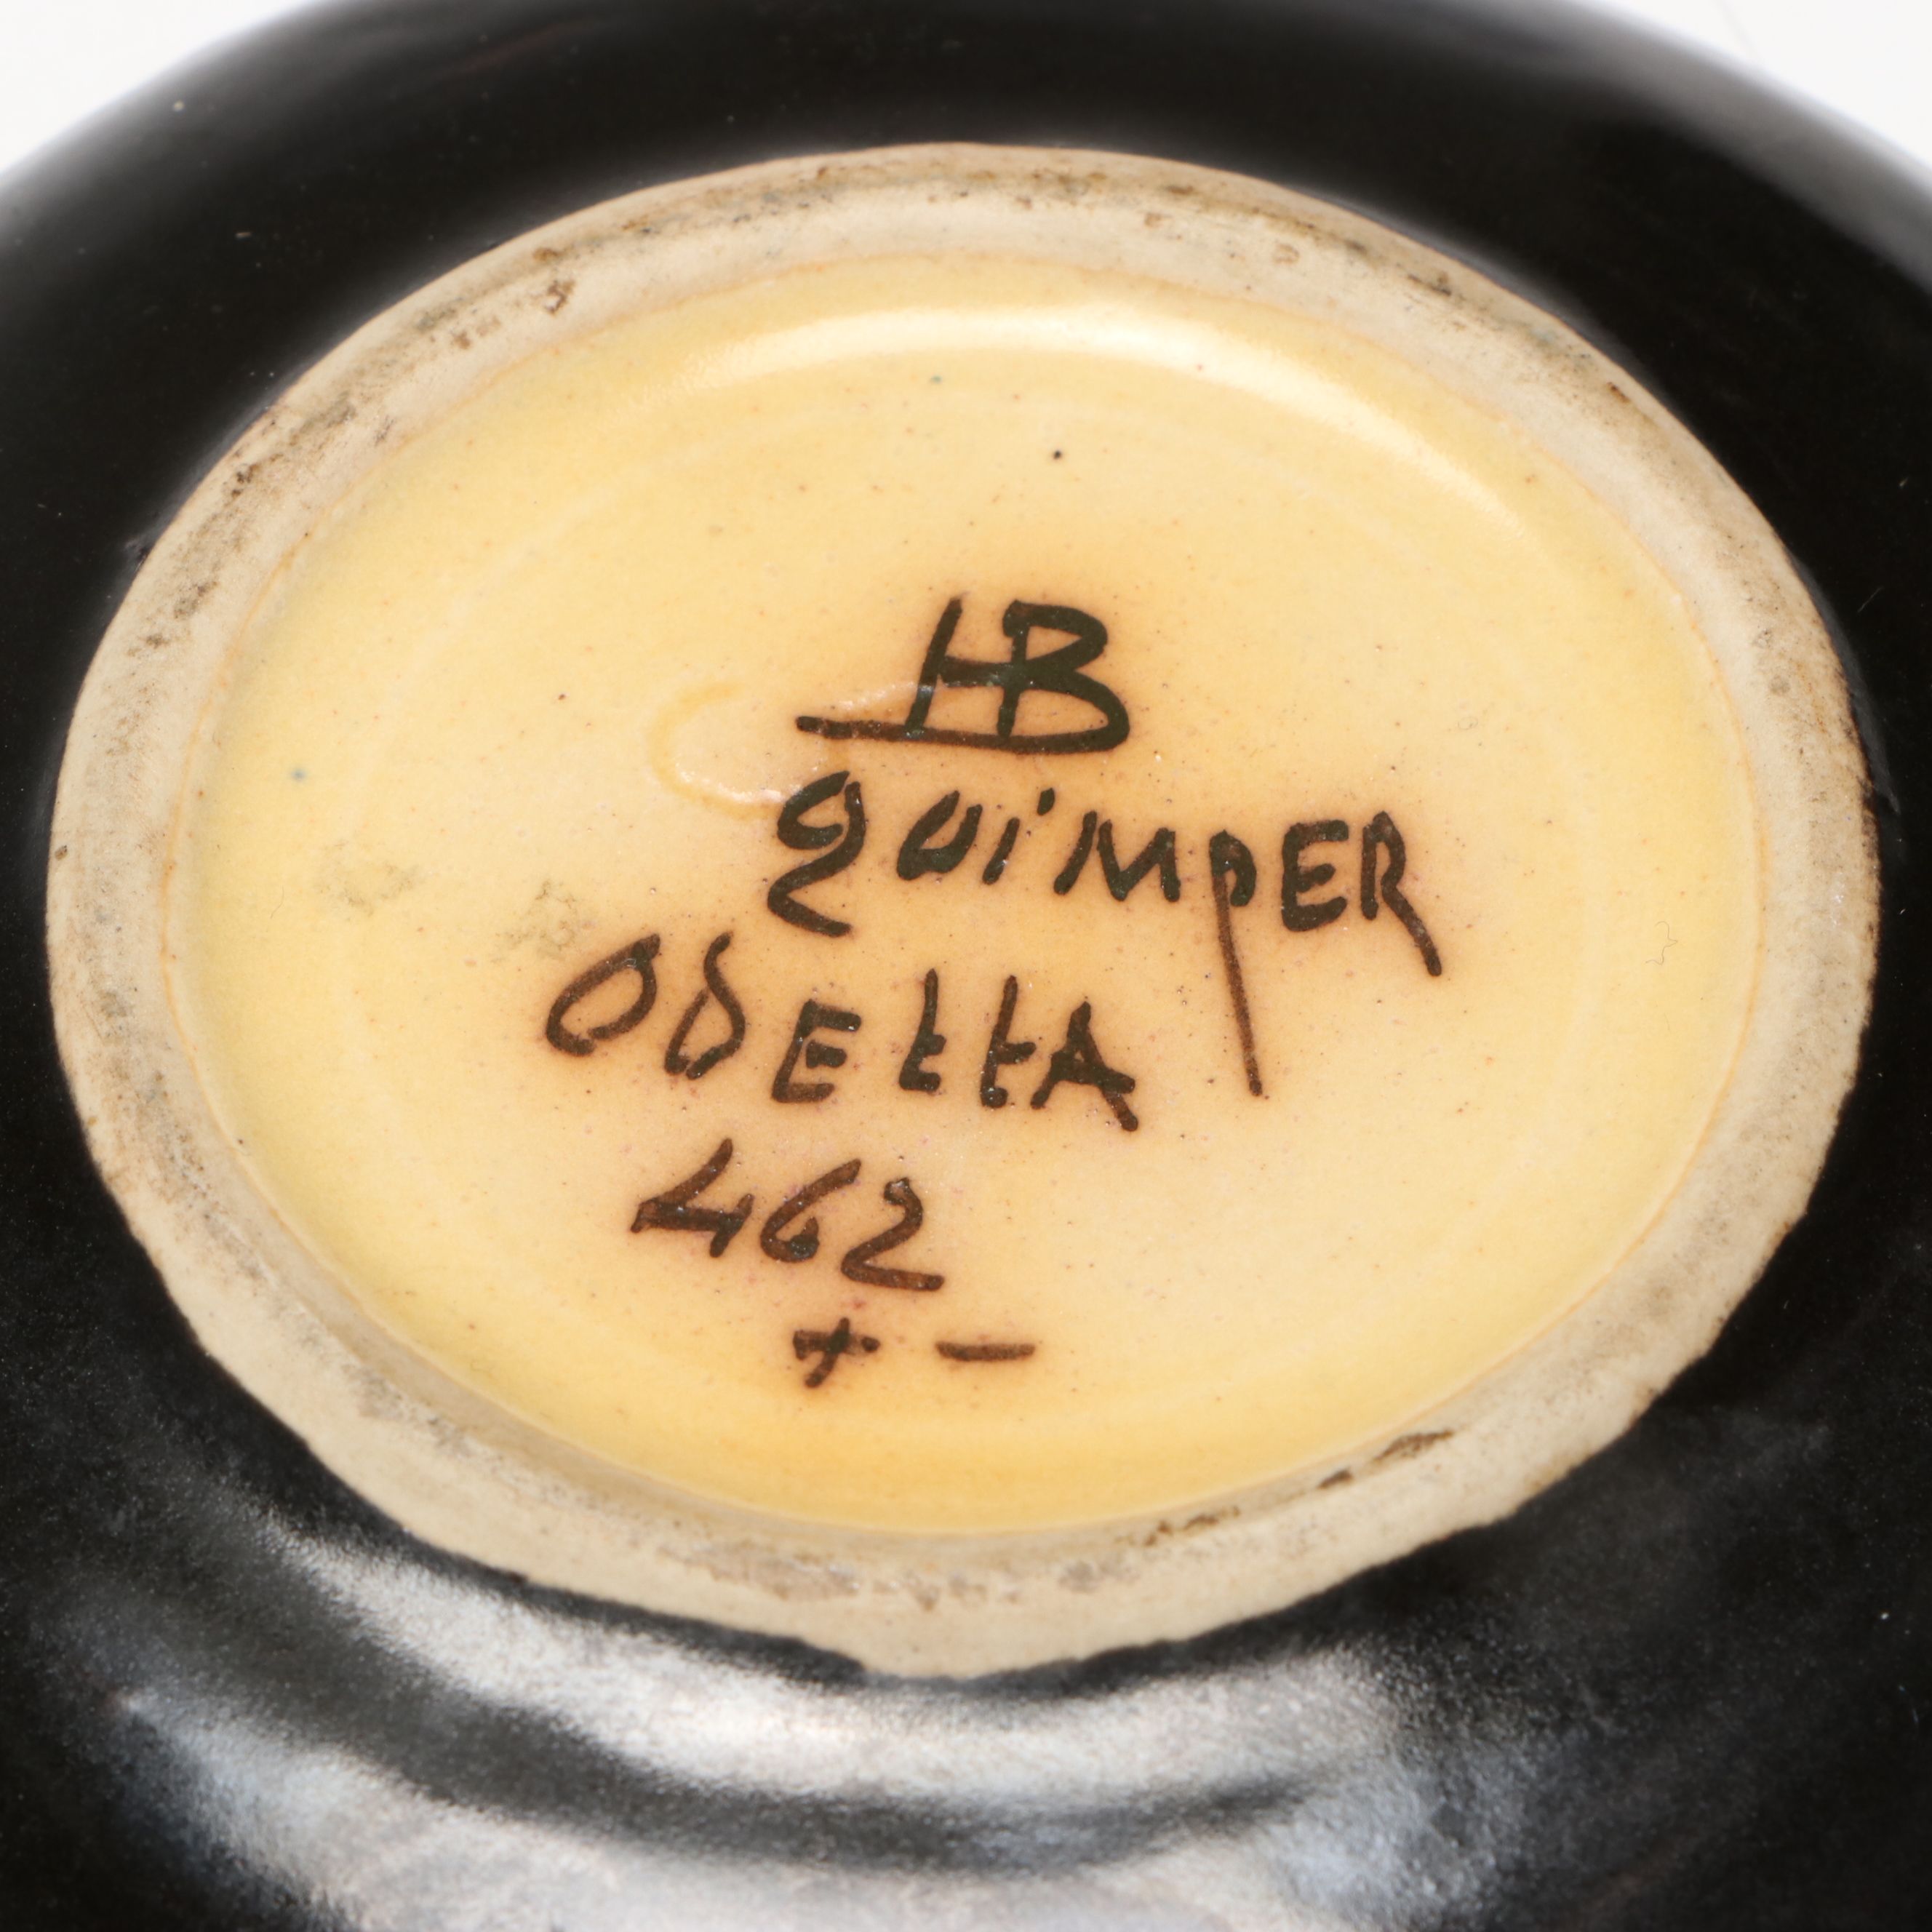 HB
quimPER
ODEttA
462
+ -